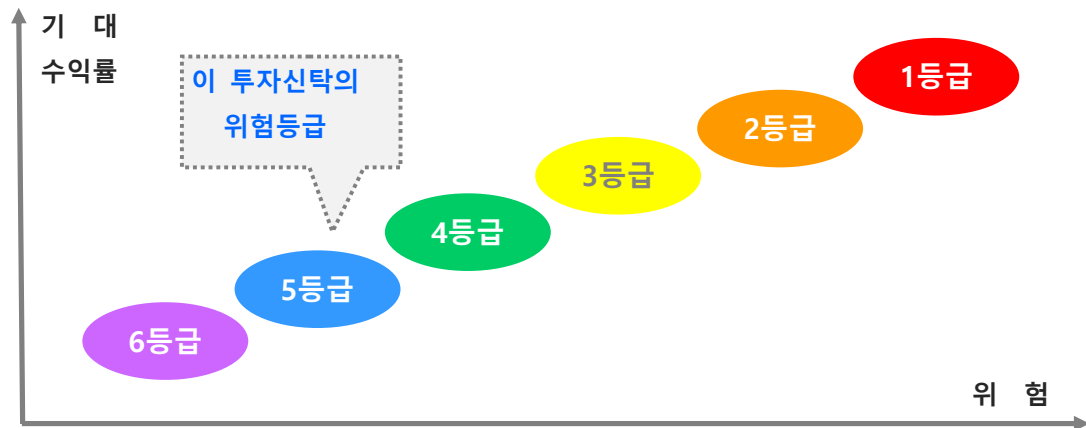 기 대
수익률
이 투자신탁의
위험등급
1등급
2등급
3등급
4등급
5등급
6등급
위 험